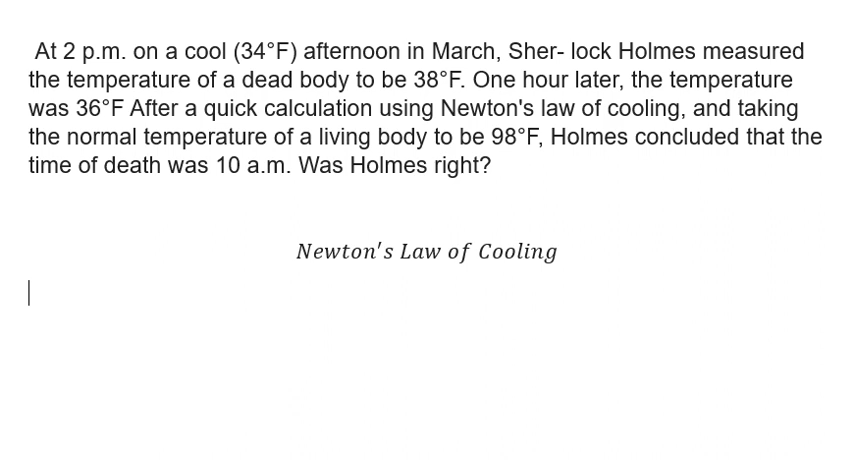 At 2 p.m. on a cool (34°F) afternoon in March, Sher- lock Holmes measured
the temperature of a dead body to be 38°F. One hour later, the temperature
was 36°F After a quick calculation using Newton's law of cooling, and taking
the normal temperature of a living body to be 98°F, Holmes concluded that the
time of death was 10 a.m. Was Holmes right?
Newton's Law of Cooling